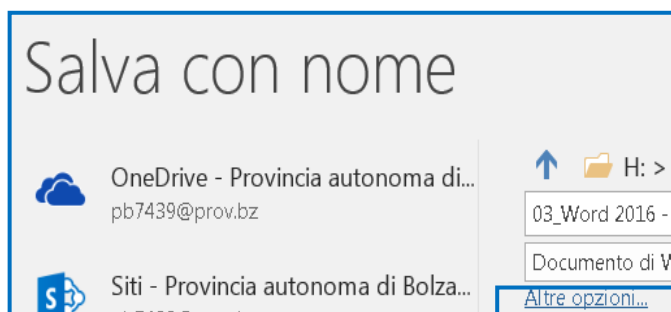 Salva con nome
OneDrive - Provincia autonoma di...
pb7439@prov.bz
H: >
03_Word 2016 -
Documento di W
Siti - Provincia autonoma di Bolza...
Altre opzioni...